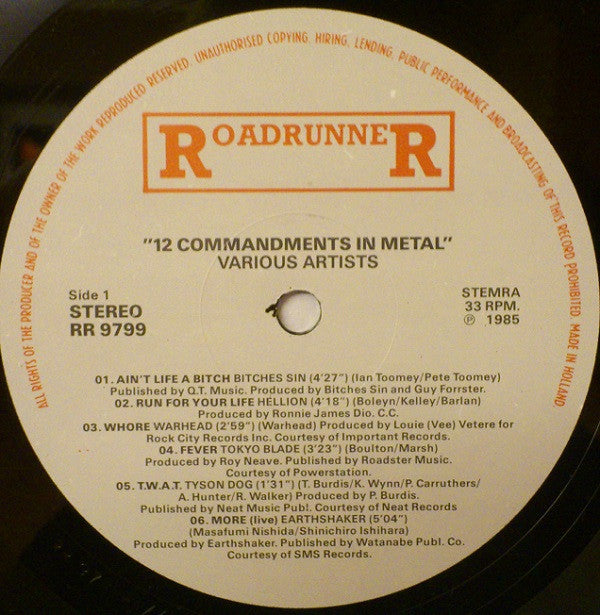 ALL RIGHTS OF THE PRODUCER AND OF THE OWNER OF THE WORK REPRODUCED RESERVED. UNAUTHORISED COPYING, HIRING, LENDING, PUBLIC PERFORMANCE AND BROADCASTING OF THIS RECORD PROHIBITED MADE IN HOLLAND
ROADRUNNER
"12 COMMANDMENTS IN METAL"
VARIOUS ARTISTS
Side 1
STEREO
RR 9799
STEMRA
33 RPM.
℗ 1985
01. AIN'T LIFE A BITCH BITCHES SIN (4'27") (Ian Toomey/Pete Toomey)
Published by Q.T. Music. Produced by Bitches Sin and Guy Forrster.
02. RUN FOR YOUR LIFE HELLION (4'18") (Boleyn/Kelley/Barlan)
Produced by Ronnie James Dio. C.C.
03. WHORE WARHEAD (2'59") (Warhead) Produced by Louie (Vee) Vetere for
Rock City Records Inc. Courtesy of Important Records.
04. FEVER TOKYO BLADE (3'23") (Boulton/Marsh)
Produced by Roy Neave. Published by Roadster Music.
Courtesy of Powerstation.
05. T.W.A.T. TYSON DOG (1'31") (T. Burdis/K. Wynn/P. Carruthers/
A. Hunter/R. Walker) Produced by P. Burdis.
Published by Neat Music Publ. Courtesy of Neat Records
06. MORE (live) EARTHSHAKER (5'04")
(Masafumi Nishida/Shinichiro Ishihara)
Produced by Earthshaker. Published by Watanabe Publ. Co.
Courtesy of SMS Records.